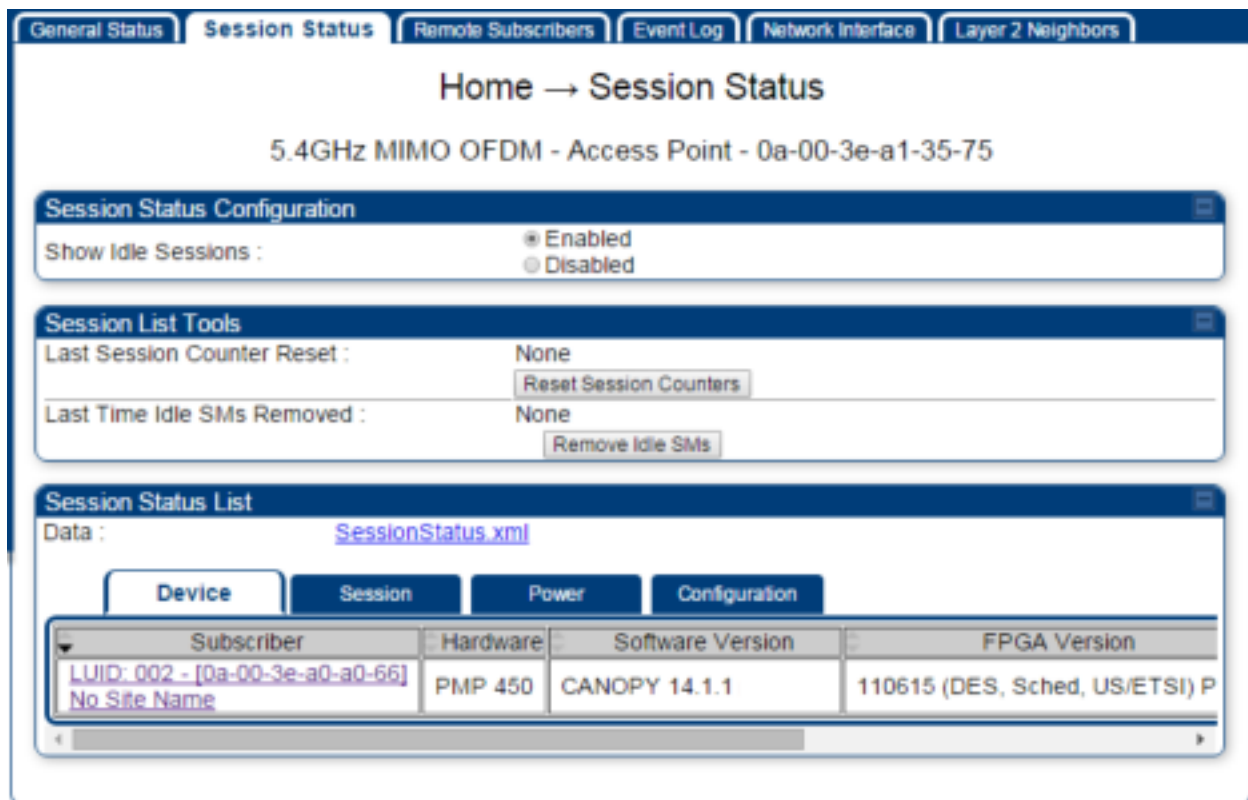 General Status Session Status Remote Subscribers Event Log Network Interface Layer 2 Neighbors
Home → Session Status
5.4GHz MIMO OFDM - Access Point - 0a-00-3e-a1-35-75
Session Status Configuration
Show Idle Sessions :
Enabled
Disabled
Session List Tools
Last Session Counter Reset : None
Reset Session Counters
Last Time Idle SMs Removed : None
Remove Idle SMs
Session Status List
Data : SessionStatus.xml
Device Session Power Configuration
Subscriber Hardware Software Version FPGA Version
LUID: 002 - [0a-00-3e-a0-a0-66] PMP 450 CANOPY 14.1.1 110615 (DES, Sched, US/ETSI) P
No Site Name